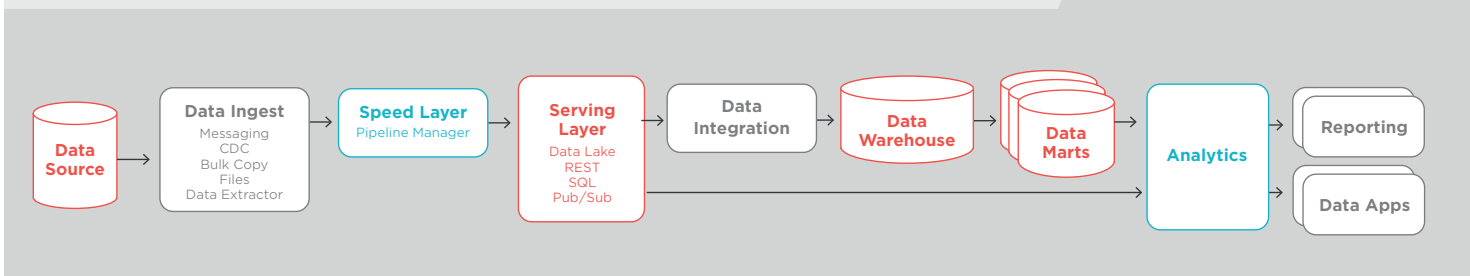 Data
Source
Data Ingest
Messaging
CDC
Bulk Copy
Files
Data Extractor
Speed Layer
Pipeline Manager
Serving
Layer
Data Lake
REST
SQL
Pub/Sub
Data
Integration
Data
Warehouse
Data
Marts
Analytics
Reporting
Data Apps